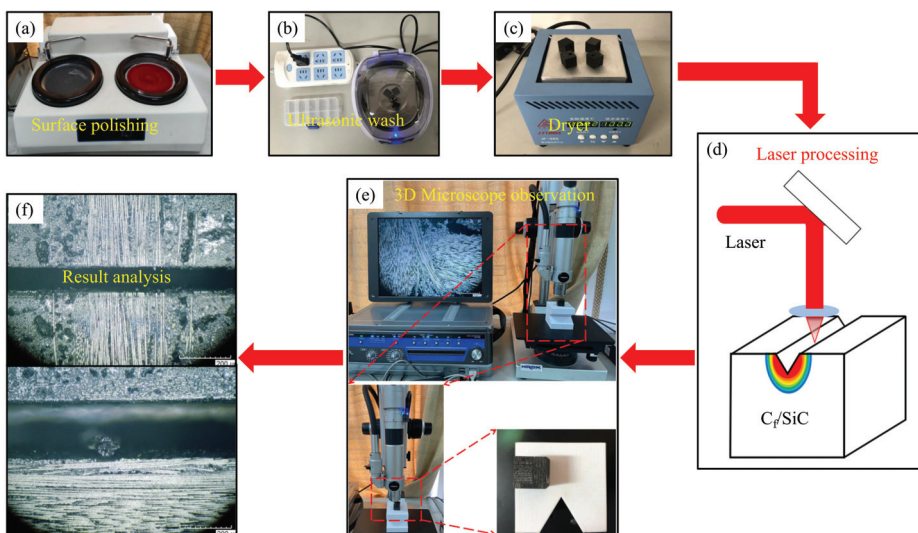 (a)
Surface polishing
(b)
Ultrasonic wash
(c)
Dryer
(d)
Laser processing
Laser
Cf/SiC
(e)
3D Microscope observation
(f)
Result analysis